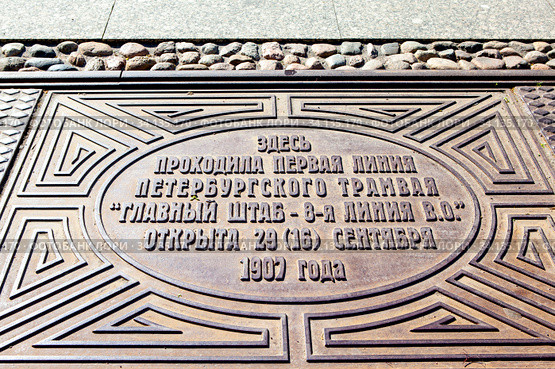 ЗДЕСЬ
ПРОХОДИЛА ПЕРВАЯ ЛИНИЯ
ПЕТЕРБУРГСКОГО ТРАМВАЯ
"ГЛАВНЫЙ ШТАБ - 8-я ЛИНИЯ В.О."
ОТКРЫТА 29 (16) СЕНТЯБРЯ
1907 года